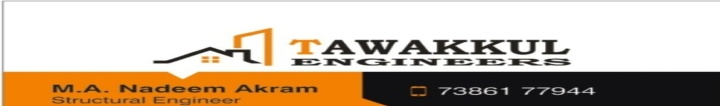 TAWAKKUL
ENGINEERS
M.A. Nadeem Akram
Structural Engineer
73861 77944